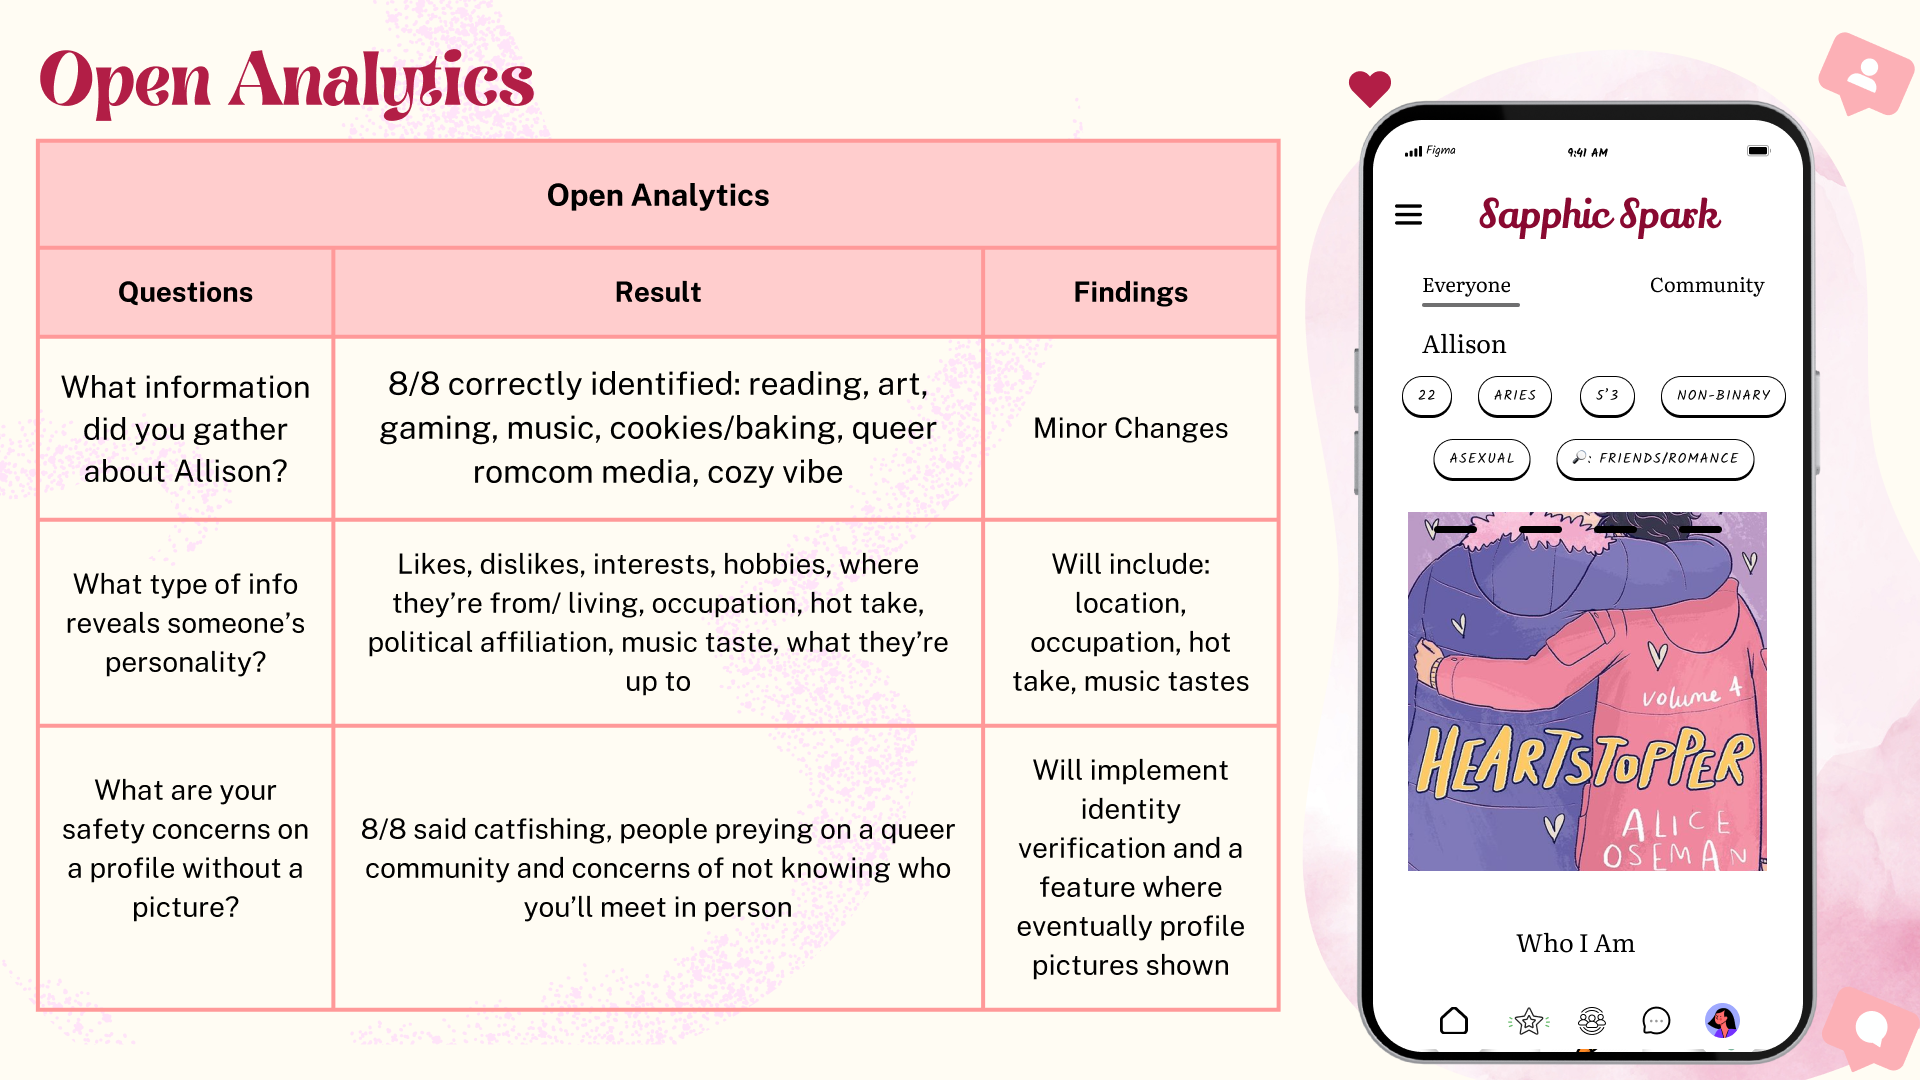 Open Analytics
Open Analytics
Questions
Result
Findings
What information
did you gather
about Allison?
8/8 correctly identified: reading, art,
gaming, music, cookies/baking, queer
romcom media, cozy vibe
Minor Changes
What type of info
reveals someone’s
personality?
Likes, dislikes, interests, hobbies, where
they’re from/ living, occupation, hot take,
political affiliation, music taste, what they’re
up to
Will include:
location,
occupation, hot
take, music tastes
What are your
safety concerns on
a profile without a
picture?
8/8 said catfishing, people preying on a queer
community and concerns of not knowing who
you’ll meet in person
Will implement
identity
verification and a
feature where
eventually profile
pictures shown
Figma
9:41 AM
Sapphic Spark
Everyone
Community
Allison
22
ARIES
5’3
NON-BINARY
ASEXUAL
🔎: FRIENDS/ROMANCE
volume 4
HEARTSTOPPER
ALICE
OSEMAN
Who I Am